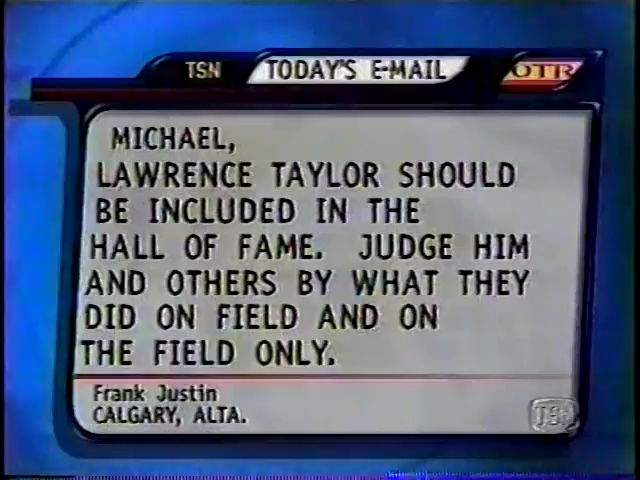 TSN TODAY'S E-MAIL OTR
MICHAEL,
LAWRENCE TAYLOR SHOULD
BE INCLUDED IN THE
HALL OF FAME. JUDGE HIM
AND OTHERS BY WHAT THEY
DID ON FIELD AND ON
THE FIELD ONLY.
Frank Justin
CALGARY, ALTA.
TSN